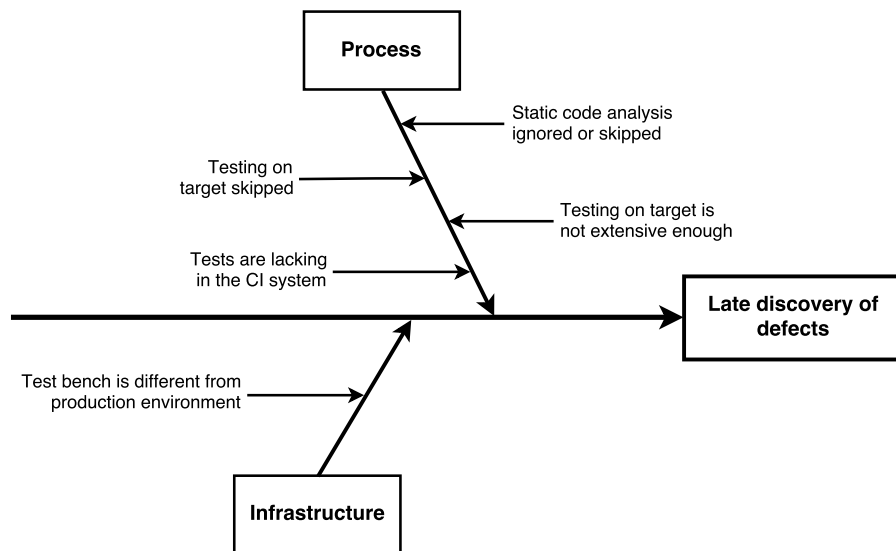 Process
Static code analysis
ignored or skipped
Testing on
target skipped
Testing on target is
not extensive enough
Tests are lacking
in the CI system
Late discovery of
defects
Test bench is different from
production environment
Infrastructure